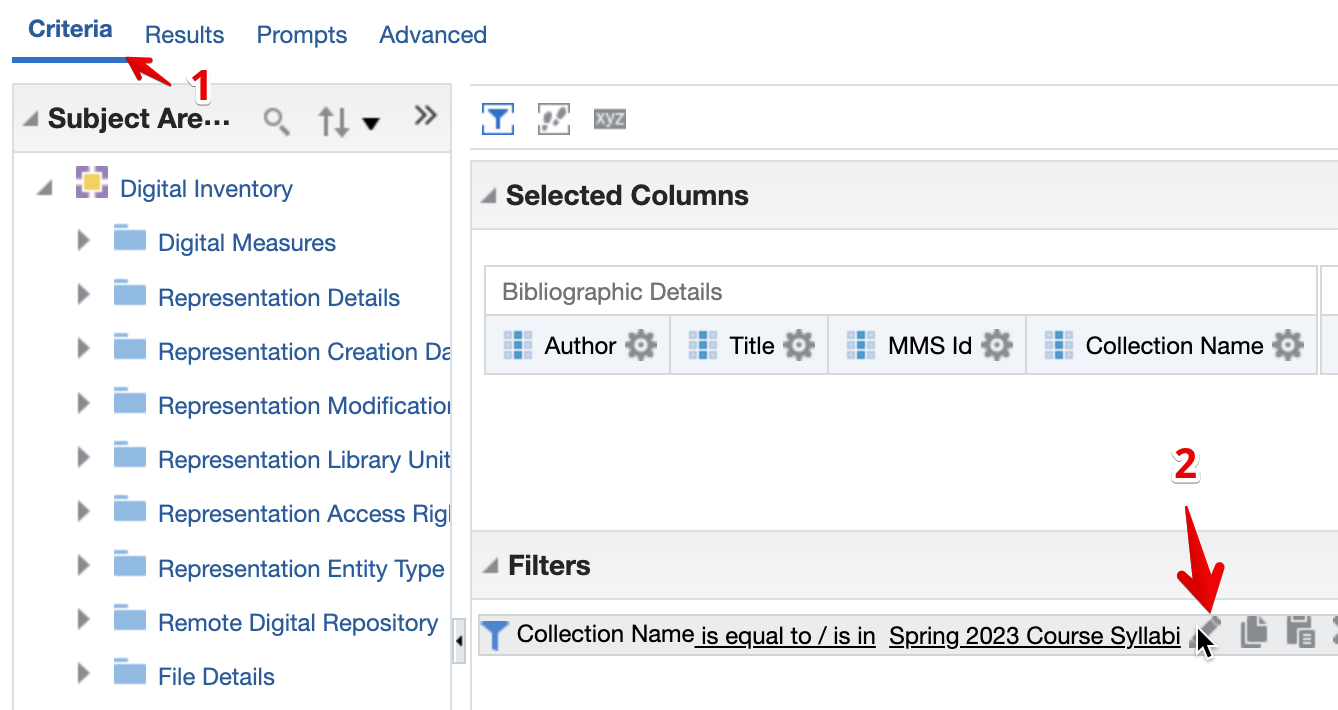 Criteria Results Prompts Advanced
1
Subject Are...
Digital Inventory
Digital Measures
Representation Details
Representation Creation Da
Representation Modification
Representation Library Unit
Representation Access Rig
Representation Entity Type
Remote Digital Repository
File Details
xyz
Selected Columns
Bibliographic Details
Author Title MMS Id Collection Name
2
Filters
Collection Name is equal to / is in Spring 2023 Course Syllabi